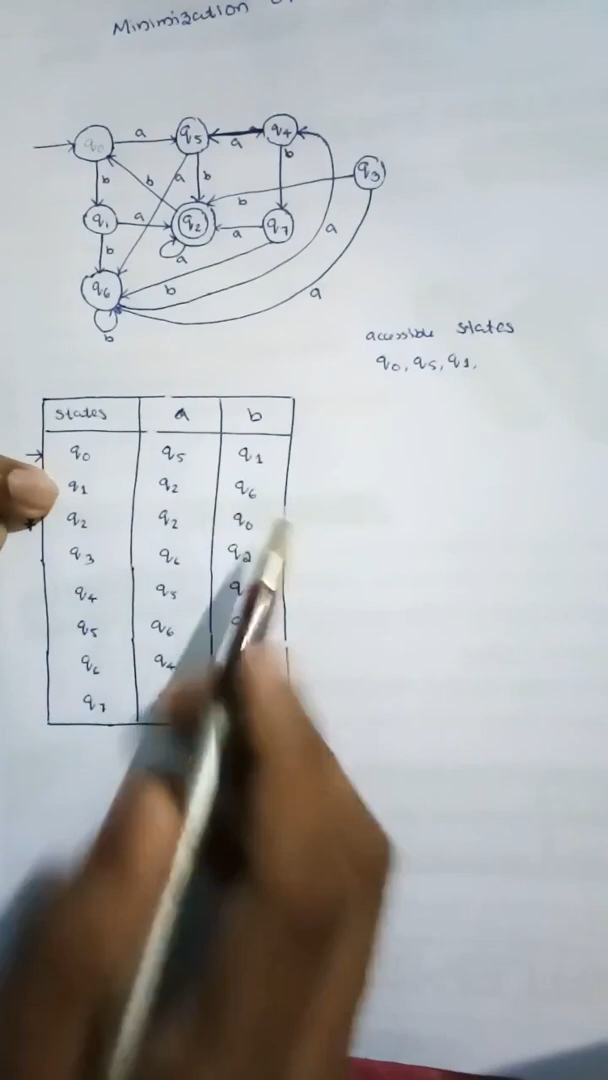 Minimization
q0 a q5 a q4
b b a b b q3
q1 a q2 a q7 b
b a b a a
q6
b
accessible states
q0, q5, q1,
states a b
q0 q5 q1
q1 q2 q6
q2 q2 q0
q3 q6 q2
q4 q5 q
q5 q6
q6 q4
q7